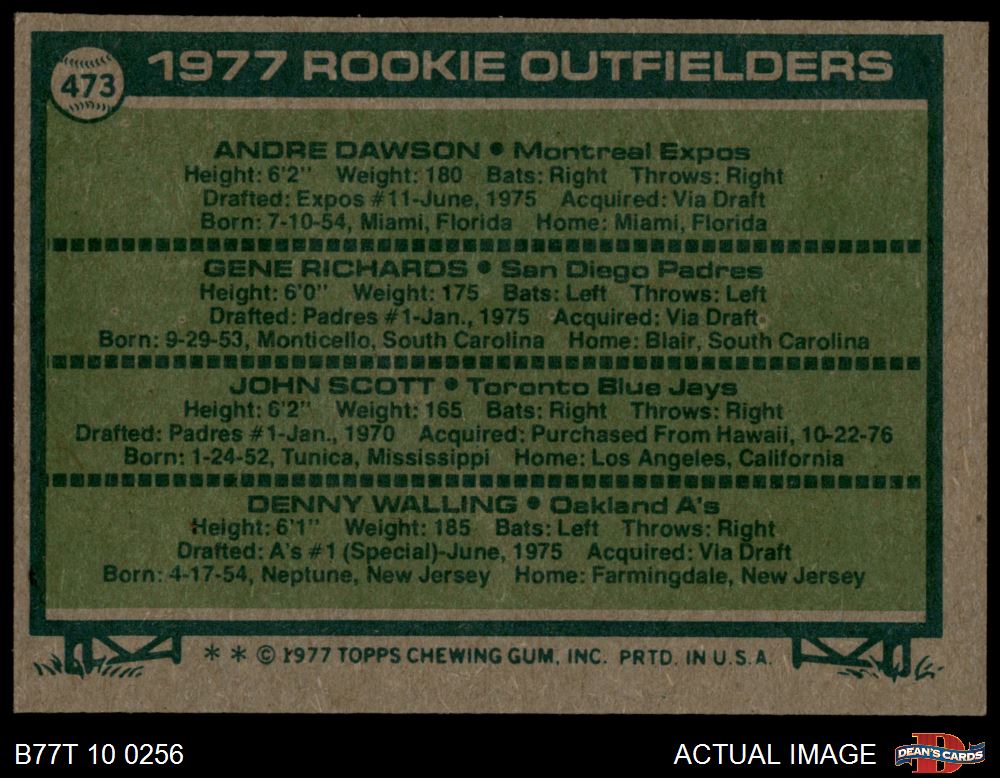 473
1977 ROOKIE OUTFIELDERS
ANDRE DAWSON • Montreal Expos
Height: 6'2" Weight: 180 Bats: Right Throws: Right
Drafted: Expos #11-June, 1975 Acquired: Via Draft
Born: 7-10-54, Miami, Florida Home: Miami, Florida
GENE RICHARDS • San Diego Padres
Height: 6'0" Weight: 175 Bats: Left Throws: Left
Drafted: Padres #1-Jan., 1975 Acquired: Via Draft
Born: 9-29-53, Monticello, South Carolina Home: Blair, South Carolina
JOHN SCOTT • Toronto Blue Jays
Height: 6'2" Weight: 165 Bats: Right Throws: Right
Drafted: Padres #1-Jan., 1970 Acquired: Purchased From Hawaii, 10-22-76
Born: 1-24-52, Tunica, Mississippi Home: Los Angeles, California
DENNY WALLING • Oakland A's
Height: 6'1" Weight: 185 Bats: Left Throws: Right
Drafted: A's #1 (Special)-June, 1975 Acquired: Via Draft
Born: 4-17-54, Neptune, New Jersey Home: Farmingdale, New Jersey
* * © 1977 TOPPS CHEWING GUM, INC. PRTD. IN U.S.A.
B77T 10 0256 ACTUAL IMAGE DEAN'S CARDS